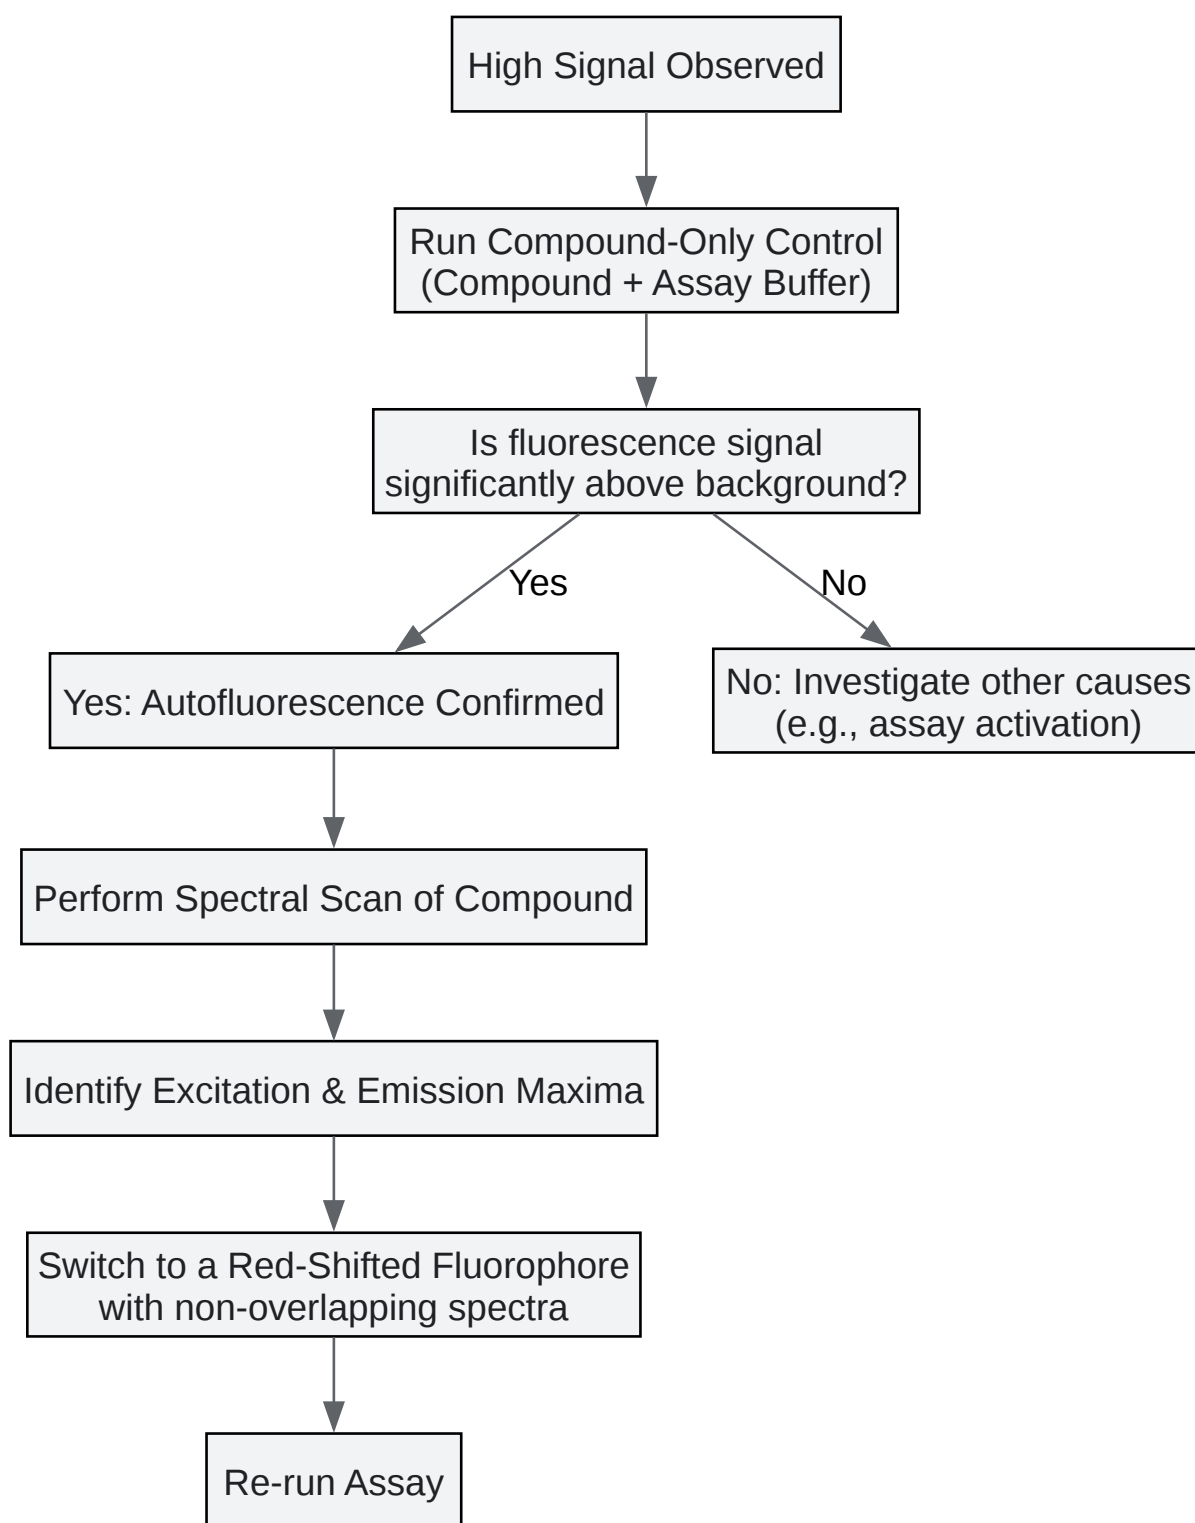 High Signal Observed
Run Compound-Only Control
(Compound + Assay Buffer)
Is fluorescence signal
significantly above background?
Yes
No
Yes: Autofluorescence Confirmed
No: Investigate other causes
(e.g., assay activation)
Perform Spectral Scan of Compound
Identify Excitation & Emission Maxima
Switch to a Red-Shifted Fluorophore
with non-overlapping spectra
Re-run Assay